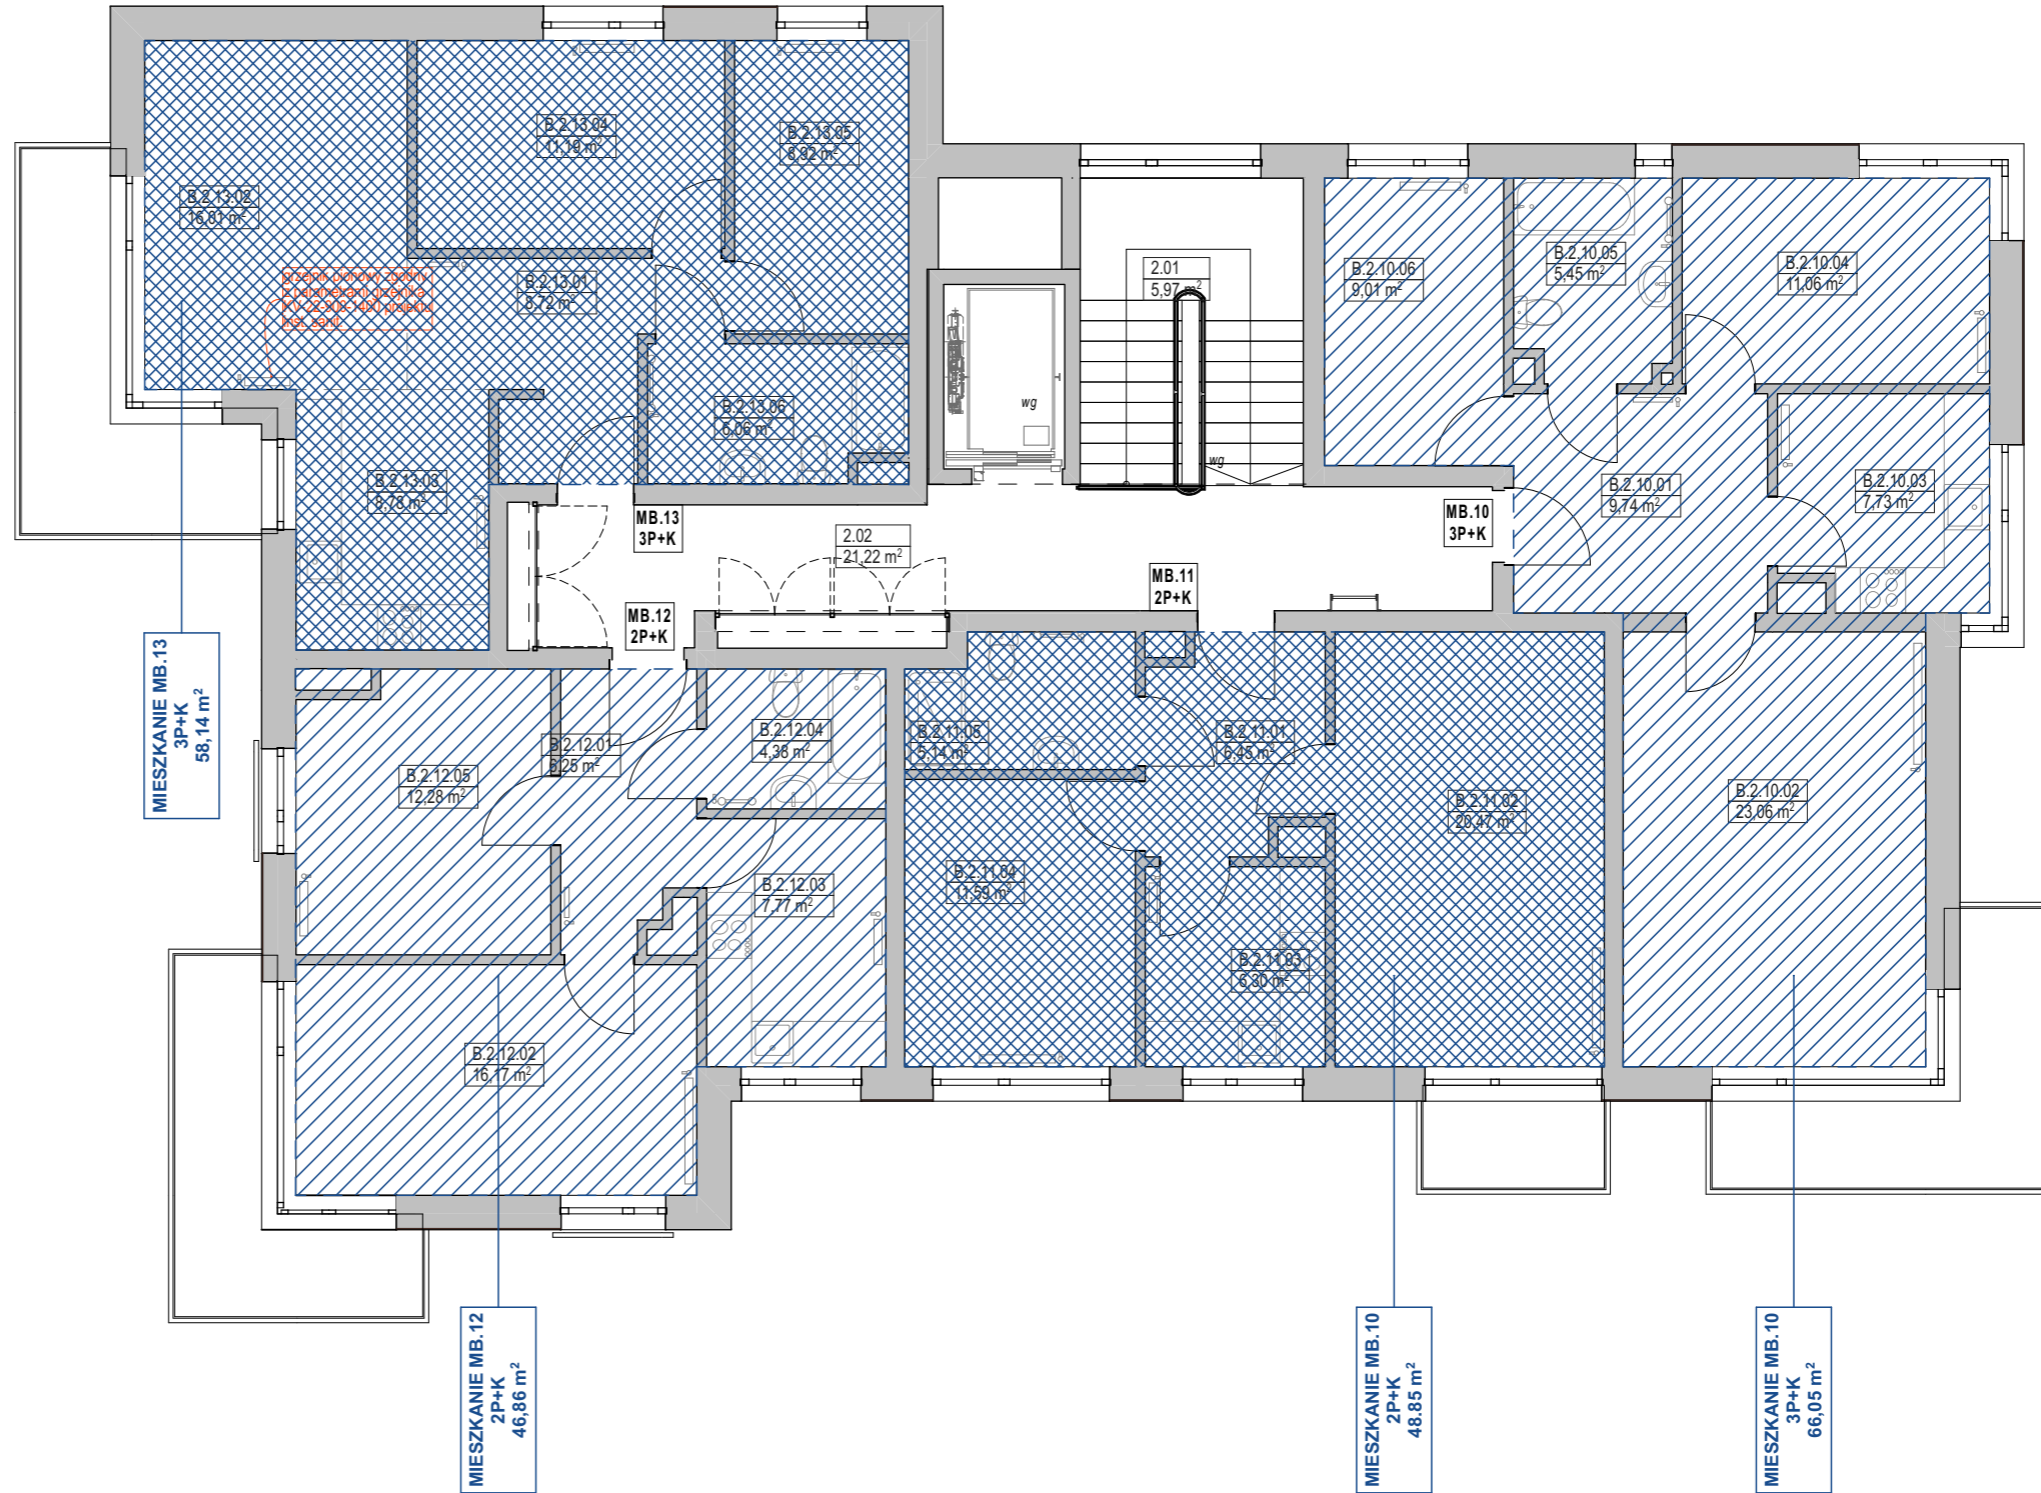 B.2.13.04
11,19 m²
B.2.13.05
8,92 m²
B.2.13.02
16,01 m²
B.2.13.01
8,72 m²
grzejnik pionowy zgodny
z parametrami grzejnika
inst. sanit.
B.2.13.06
6,06 m²
B.2.13.03
m²
2.01
5,97 m²
wg
wg
B.2.10.06
9,01 m²
B.2.10.05
5,45 m²
B.2.10.04
11,06 m²
B.2.10.01
9,74 m²
B.2.10.03
7,73 m²
MB.13
3P+K
2.02
21,22 m²
MB.10
3P+K
MB.11
2P+K
MB.12
2P+K
MIESZKANIE MB.13
3P+K
58,14 m²
B.2.12.04
4,38 m²
B.2.12.01
6,25 m²
B.2.12.05
12,28 m²
B.2.12.03
7,77 m²
B.2.12.02
16,17 m²
B.2.11.05
5,14 m²
B.2.11.01
6,45 m²
B.2.11.02
20,47 m²
B.2.11.04
11,59 m²
B.2.11.03
6,30 m²
B.2.10.02
23,06 m²
MIESZKANIE MB.12
2P+K
46,86 m²
MIESZKANIE MB.10
2P+K
48.85 m²
MIESZKANIE MB.10
3P+K
66,05 m²